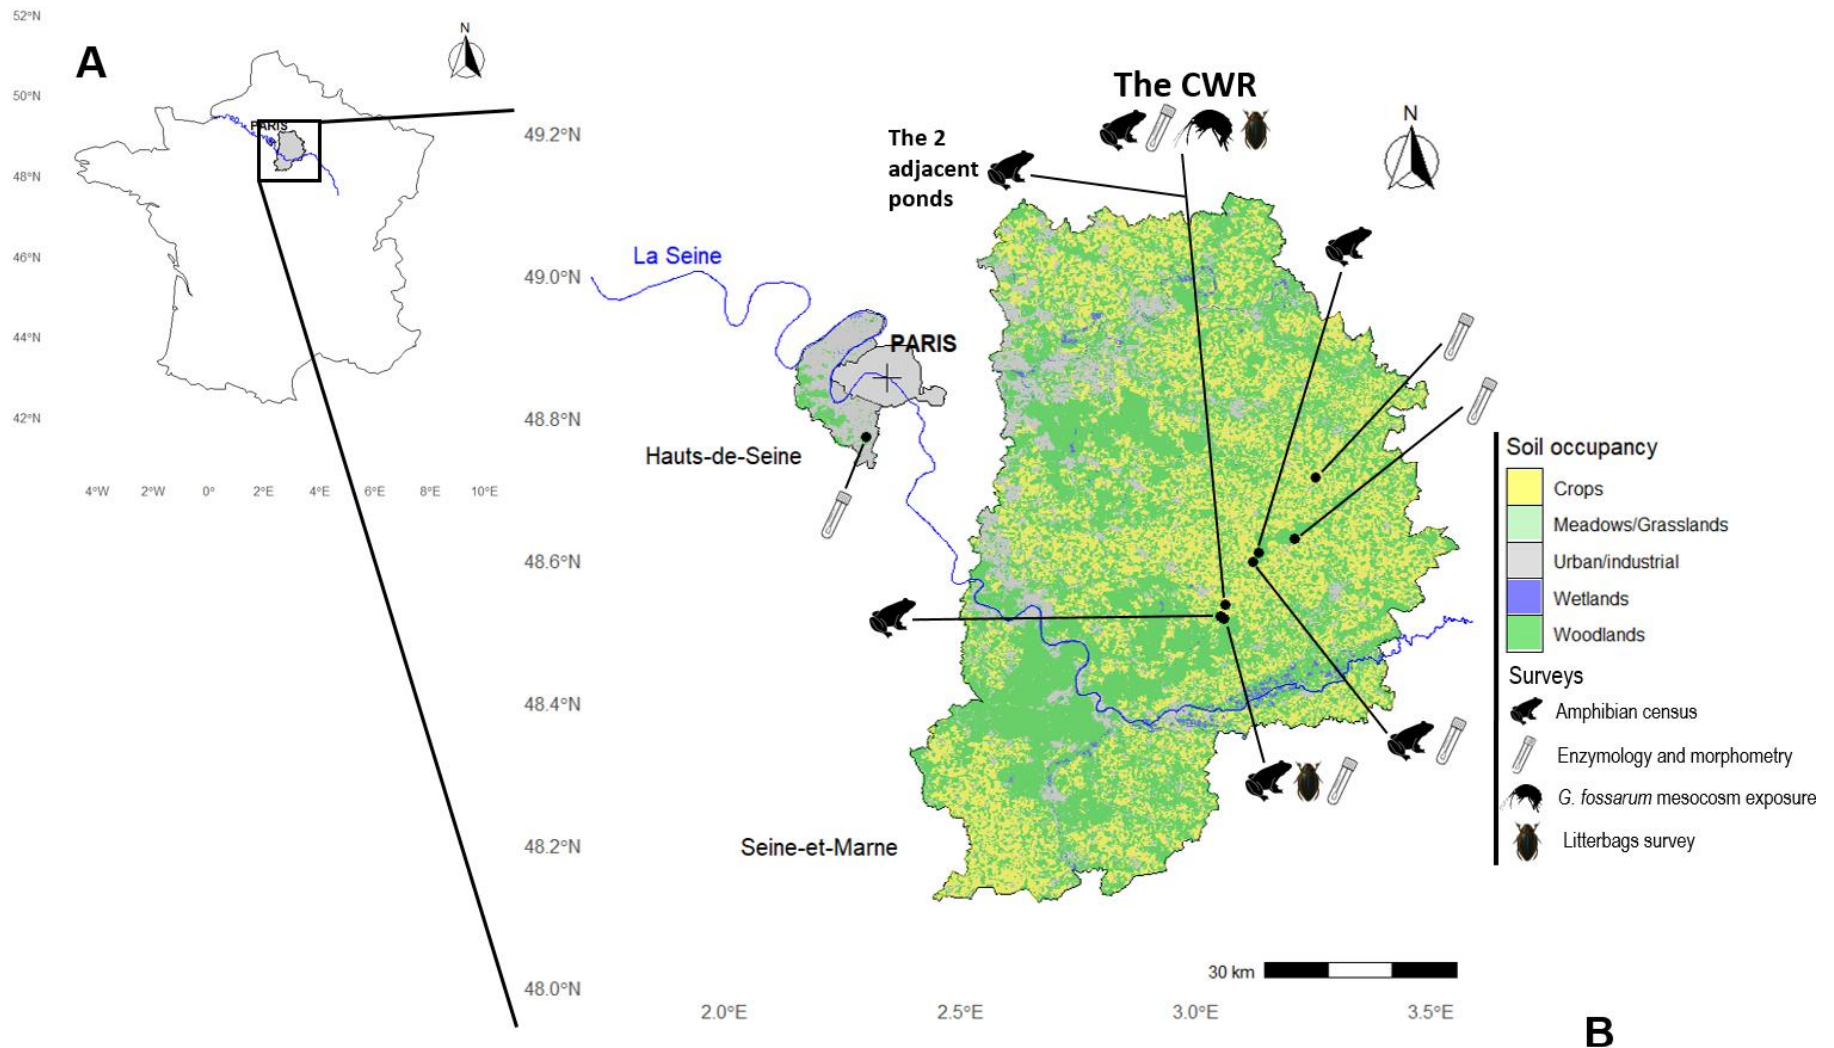 A
N
52°N
50°N
48°N
46°N
44°N
42°N
4°W 2°W 0° 2°E 4°E 6°E 8°E 10°E
PARIS
B
The CWR
The 2
adjacent
ponds
N
49.2°N
49.0°N
48.8°N
48.6°N
48.4°N
48.2°N
48.0°N
2.0°E 2.5°E 3.0°E 3.5°E
La Seine
PARIS
Hauts-de-Seine
Seine-et-Marne
30 km
Soil occupancy
Crops
Meadows/Grasslands
Urban/industrial
Wetlands
Woodlands
Surveys
Amphibian census
Enzymology and morphometry
G. fossarum mesocosm exposure
Litterbags survey